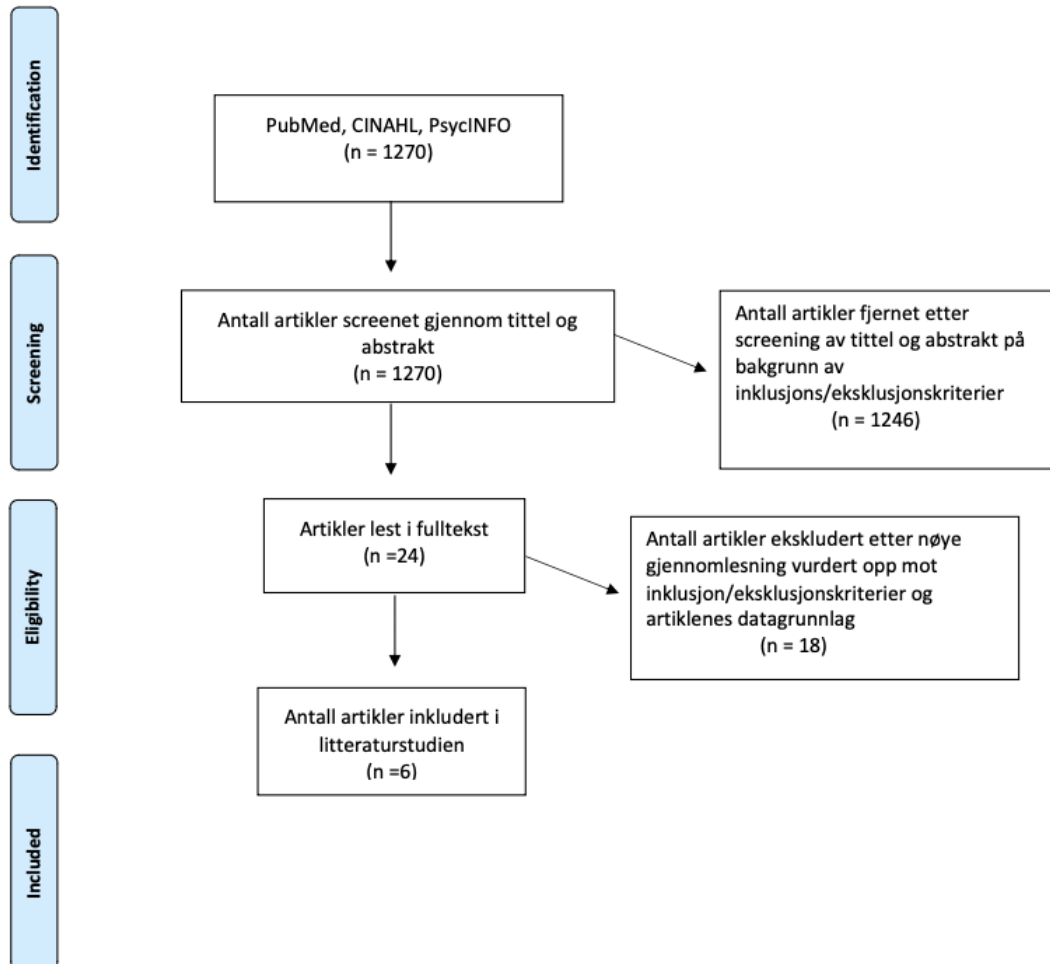 Identification
PubMed, CINAHL, PsycINFO
(n = 1270)
Screening
Antall artikler screenet gjennom tittel og
abstrakt
(n = 1270)
Antall artikler fjernet etter
screening av tittel og abstrakt på
bakgrunn av
inklusjons/eksklusjonskriterier
(n = 1246)
Eligibility
Artikler lest i fulltekst
(n =24)
Antall artikler ekskludert etter nøye
gjennomlesning vurdert opp mot
inklusjon/eksklusjonskriterier og
artiklenes datagrunnlag
(n = 18)
Antall artikler inkludert i
litteraturstudien
(n =6)
Included